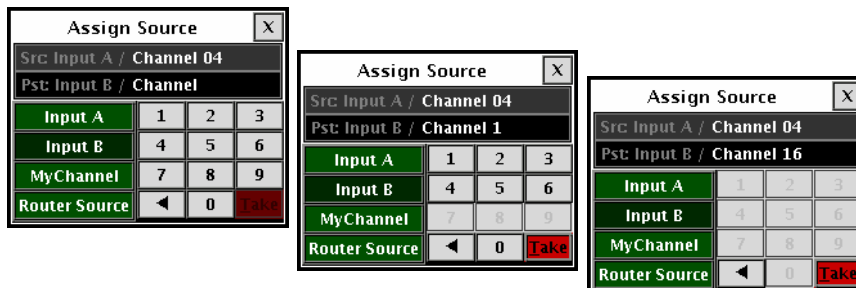 Assign Source X
Src: Input A / Channel 04
Pst: Input B / Channel
Input A 1 2 3
Input B 4 5 6
MyChannel 7 8 9
Router Source ◀ 0 Take
Assign Source X
Src: Input A / Channel 04
Pst: Input B / Channel 1
Input A 1 2 3
Input B 4 5 6
MyChannel 7 8 9
Router Source ◀ 0 Take
Assign Source X
Src: Input A / Channel 04
Pst: Input B / Channel 16
Input A 1 2 3
Input B 4 5 6
MyChannel 7 8 9
Router Source ◀ 0 Take